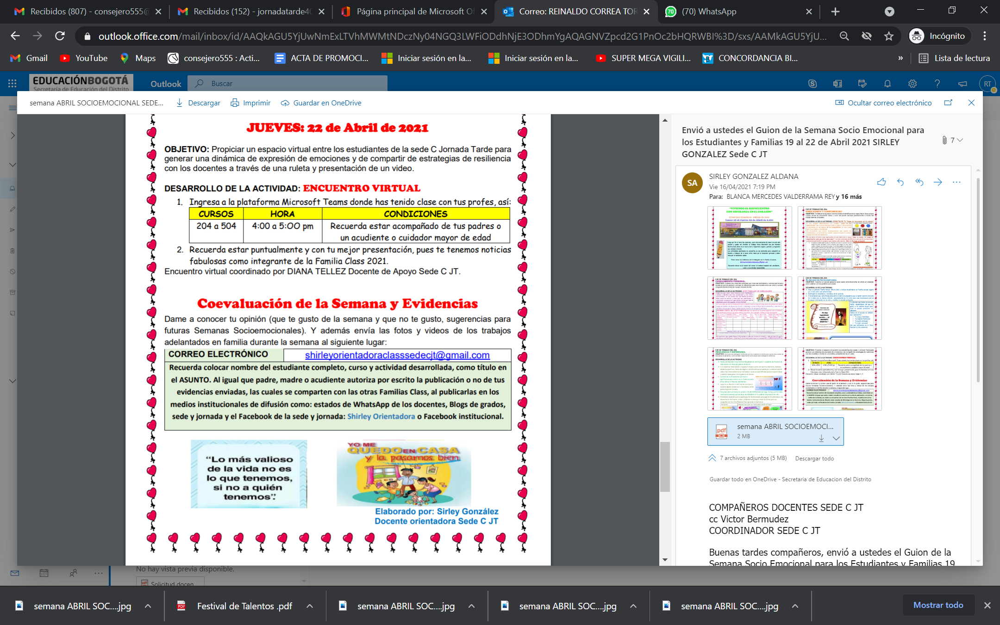 Recibidos (807) - consejero555@
Recibidos (152) - jornadatarde40
Página principal de Microsoft Of
Correo: REINALDO CORREA TOR
(70) WhatsApp
outlook.office.com/mail/inbox/id/AAQkAGU5YjUwNmExLTVhMWMtNDczNy04NGQ3LWFiODdhNjE3ODhmYgAQAGNVZpcd2G1PnOc2bHQRWBI%3D/sxs/AAMkAGU5YjU...
Incógnito
Gmail
YouTube
Maps
consejero555 : Acti...
ACTA DE PROMOCI...
Iniciar sesión en la...
Iniciar sesión en la...
SUPER MEGA VIGILI...
CONCORDANCIA BI...
»
Lista de lectura
EDUCACIÓNBOGOTÁ
Secretaría de Educación del Distrito
Outlook
Buscar
RT
semana ABRIL SOCIOEMOCIONAL SEDE...
Descargar
Imprimir
Guardar en OneDrive
Ocultar correo electrónico
JUEVES: 22 de Abril de 2021
OBJETIVO: Propiciar un espacio virtual entre los estudiantes de la sede C Jornada Tarde para
generar una dinámica de expresión de emociones y de compartir de estrategias de resiliencia
con los docentes a través de una ruleta y presentación de un video.
DESARROLLO DE LA ACTIVIDAD: ENCUENTRO VIRTUAL
1. Ingresa a la plataforma Microsoft Teams donde has tenido clase con tus profes, así:
CURSOS HORA CONDICIONES
204 a 504 4:00 a 5:00 pm Recuerda estar acompañado de tus padres o
un acudiente o cuidador mayor de edad
2. Recuerda estar puntualmente y con tu mejor presentación, pues te tenemos noticias
fabulosas como integrante de la Familia Class 2021.
Encuentro virtual coordinado por DIANA TELLEZ Docente de Apoyo Sede C JT.
Coevaluación de la Semana y Evidencias
Dame a conocer tu opinión (que te gusto de la semana y que no te gusto, sugerencias para
futuras Semanas Socioemocionales). Y además envía las fotos y videos de los trabajos
adelantados en familia durante la semana al siguiente lugar:
CORREO ELECTRÓNICO shirleyorientadoraclasssedecjt@gmail.com
Recuerda colocar nombre del estudiante completo, curso y actividad desarrollada, como título en
el ASUNTO. Al igual que padre, madre o acudiente autoriza por escrito la publicación o no de tus
evidencias enviadas, las cuales se comparten con las otras Familias Class, al publicarlas en los
medios institucionales de difusión como: estados de WhatsApp de los docentes, Blogs de grados,
sede y jornada y el Facebook de la sede y jornada: Shirley Orientadora o Facebook institucional.
“Lo más valioso
de la vida no es
lo que tenemos,
si no a quién
tenemos”.
YO ME
QUEDO EN CASA
y la pasamos bien
Elaborado por: Sirley González
Docente orientadora Sede C JT
Envió a ustedes el Guion de la Semana Socio Emocional para
los Estudiantes y Familias 19 al 22 de Abril 2021 SIRLEY
GONZALEZ Sede C JT
7
SA
SIRLEY GONZALEZ ALDANA
Vie 16/04/2021 7:19 PM
Para: BLANCA MERCEDES VALDERRAMA REY y 16 más
pdf
semana ABRIL SOCIOEMOCI...
2 MB
7 archivos adjuntos (5 MB)
Descargar todo
Guardar todo en OneDrive - Secretaria de Educacion del Distrito
COMPAÑEROS DOCENTES SEDE C JT
cc Victor Bermudez
COORDINADOR SEDE C JT
Buenas tardes compañeros, envió a ustedes el Guion de la
Semana Socio Emocional para los Estudiantes y Familias 19
No hay vista previa disponible.
Solicitud docen
semana ABRIL SOC....jpg
Festival de Talentos .pdf
semana ABRIL SOC....jpg
semana ABRIL SOC....jpg
semana ABRIL SOC....jpg
Mostrar todo